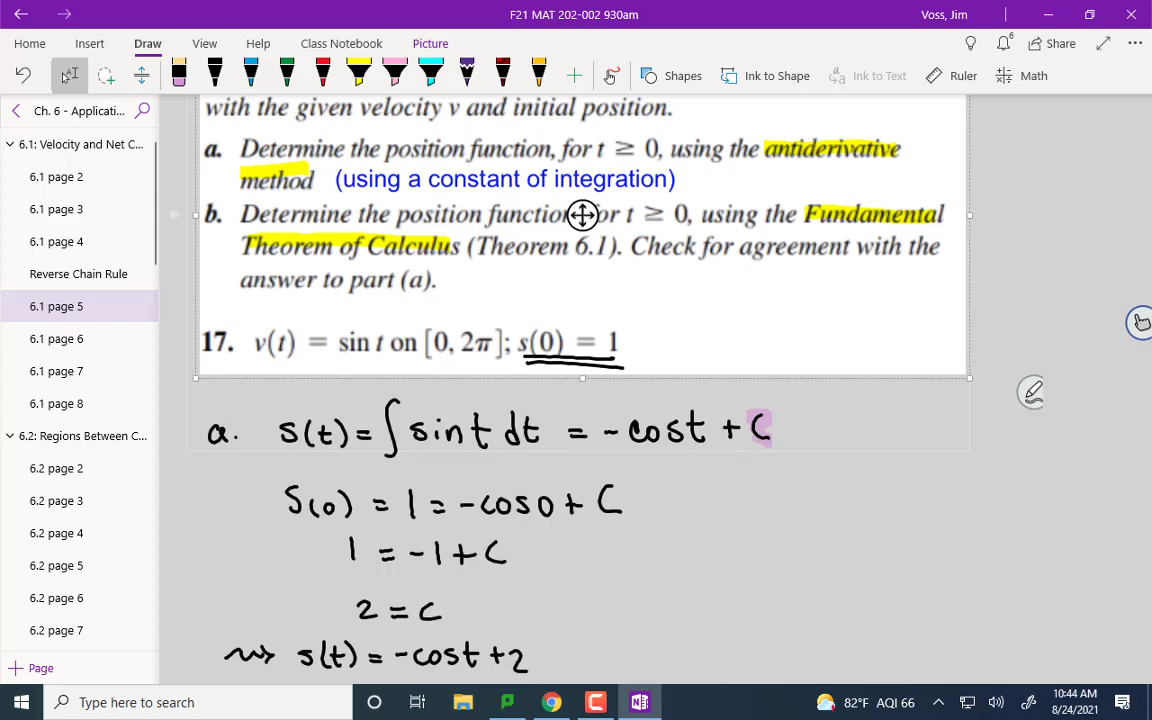 F21 MAT 202-002 930am
Voss, Jim
Home Insert Draw View Help Class Notebook Picture
Share
Shapes Ink to Shape Ink to Text Ruler Math
Ch. 6 - Applicati...
6.1: Velocity and Net C...
6.1 page 2
6.1 page 3
6.1 page 4
Reverse Chain Rule
6.1 page 5
6.1 page 6
6.1 page 7
6.1 page 8
6.2: Regions Between C...
6.2 page 2
6.2 page 3
6.2 page 4
6.2 page 5
6.2 page 6
6.2 page 7
Page
with the given velocity v and initial position.
a. Determine the position function, for t ≥ 0, using the antiderivative
method (using a constant of integration)
b. Determine the position function for t ≥ 0, using the Fundamental
Theorem of Calculus (Theorem 6.1). Check for agreement with the
answer to part (a).
17. v(t) = sin t on [0, 2π]; s(0) = 1
a. s(t) = ∫ sin t dt = -cos t + C
S(0) = 1 = -cos 0 + C
1 = -1 + C
2 = C
⇝ s(t) = -cos t + 2
Type here to search
82°F AQI 66
10:44 AM
8/24/2021